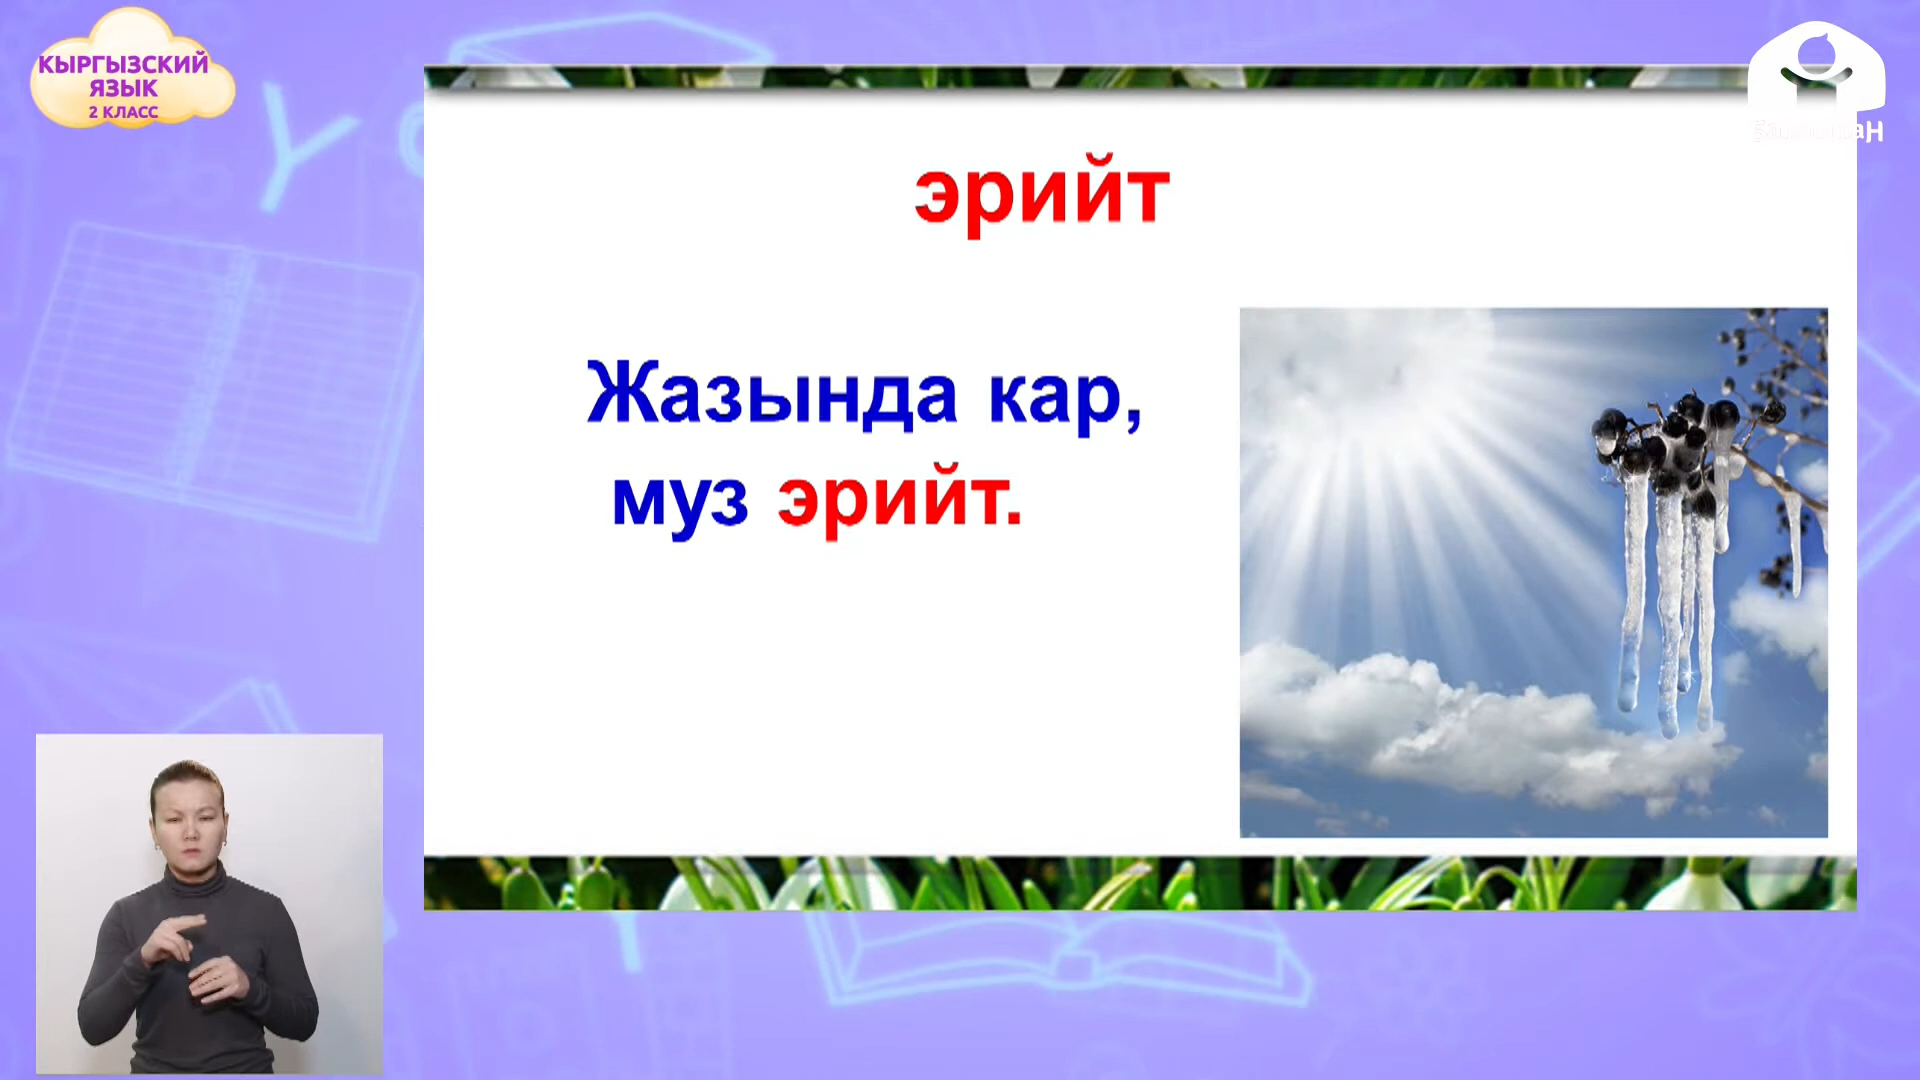 КЫРГЫЗСКИЙ
ЯЗЫК
2 КЛАСС
эрийт
Жазында кар,
муз эрийт.